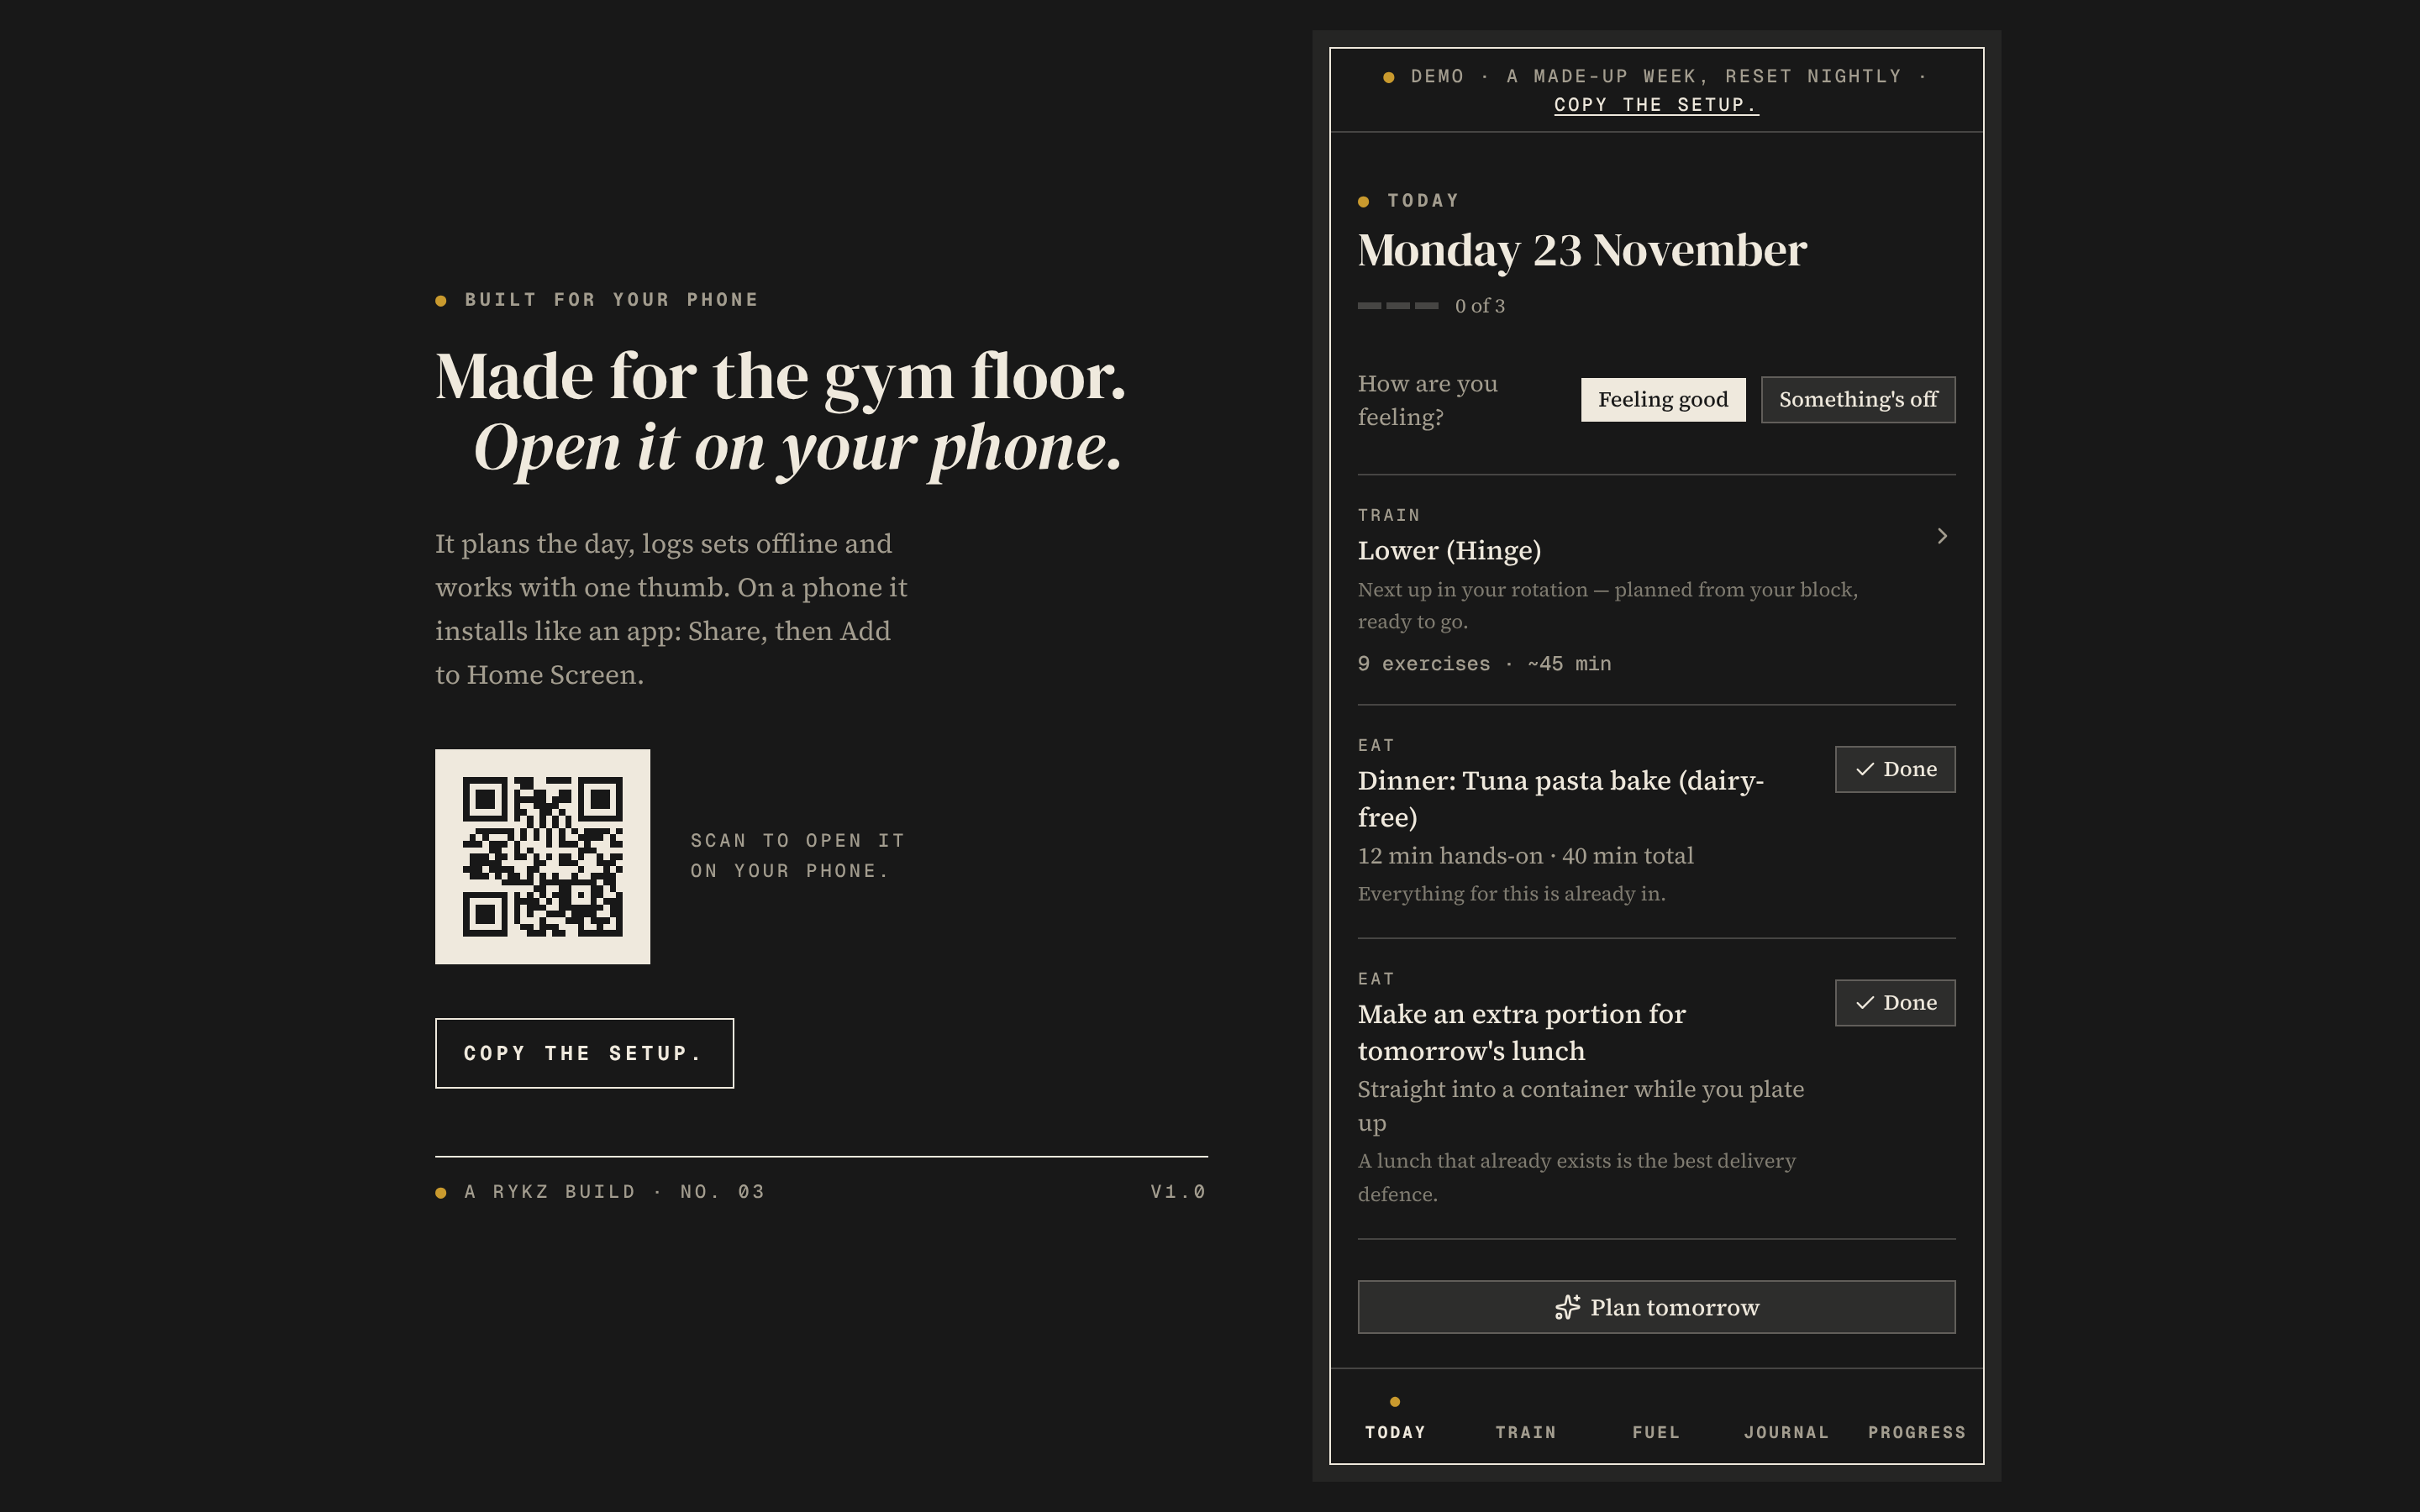 BUILT FOR YOUR PHONE
Made for the gym floor.
Open it on your phone.
It plans the day, logs sets offline and
works with one thumb. On a phone it
installs like an app: Share, then Add
to Home Screen.
SCAN TO OPEN IT
ON YOUR PHONE.
COPY THE SETUP.
A RYKZ BUILD · NO. 03
V1.0
DEMO · A MADE-UP WEEK, RESET NIGHTLY ·
COPY THE SETUP.
TODAY
Monday 23 November
0 of 3
How are you
feeling?
Feeling good
Something's off
TRAIN
Lower (Hinge)
Next up in your rotation — planned from your block,
ready to go.
9 exercises · ~45 min
EAT
Dinner: Tuna pasta bake (dairy-
free)
Done
12 min hands-on · 40 min total
Everything for this is already in.
EAT
Make an extra portion for
tomorrow's lunch
Done
Straight into a container while you plate
up
A lunch that already exists is the best delivery
defence.
Plan tomorrow
TODAY
TRAIN
FUEL
JOURNAL
PROGRESS